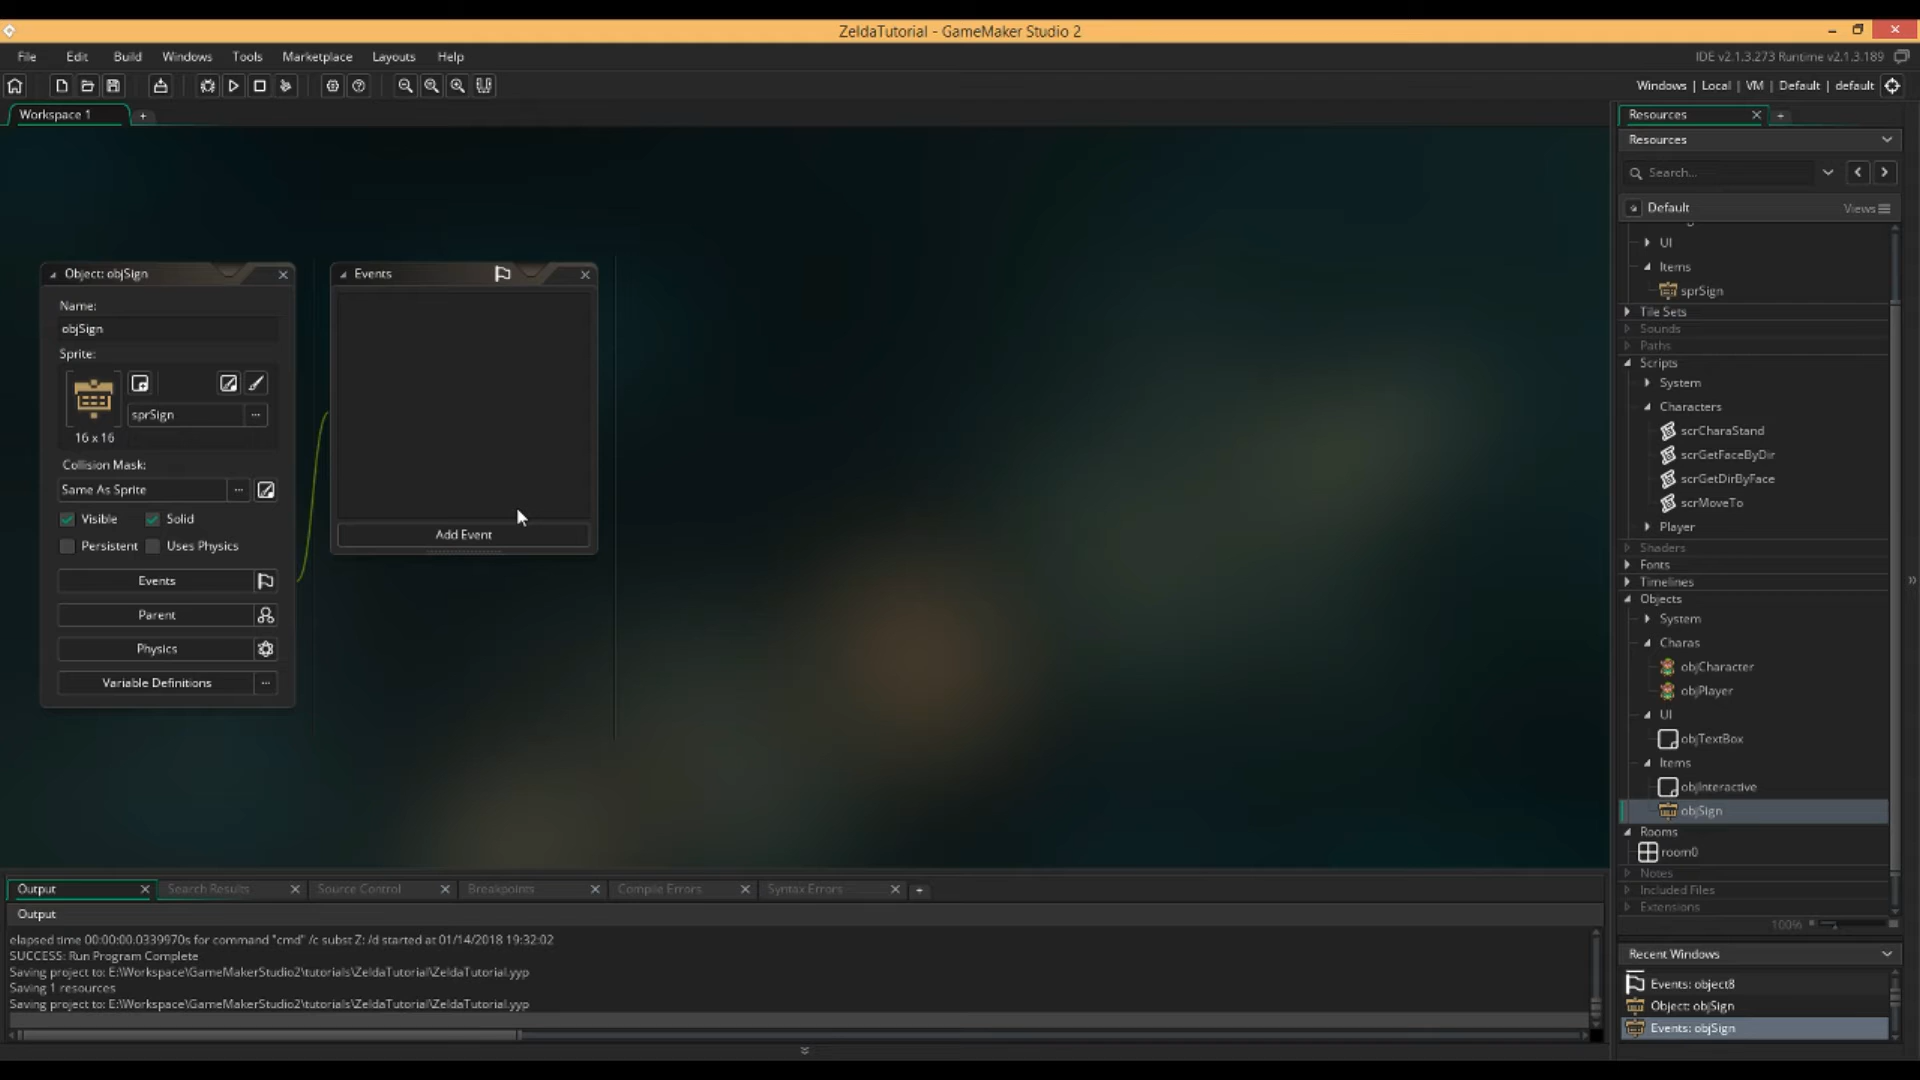 ZeldaTutorial - GameMaker Studio 2
File Edit Build Windows Tools Marketplace Layouts Help
IDE v2.1.3.273 Runtime v2.1.3.189
Windows | Local | VM | Default | default
Workspace 1 +
Resources
Resources
Search...
Default
Views
UI
Items
sprSign
Tile Sets
Sounds
Paths
Scripts
System
Characters
scrCharaStand
scrGetFaceByDir
scrGetDirByFace
scrMoveTo
Player
Shaders
Fonts
Timelines
Objects
System
Charas
objCharacter
objPlayer
UI
objTextBox
Items
objInteractive
objSign
Rooms
room0
Notes
Included Files
Extensions
100%
Recent Windows
Events: object8
Object: objSign
Events: objSign
Object: objSign
Name:
objSign
Sprite:
sprSign
16 x 16
Collision Mask:
Same As Sprite
Visible Solid
Persistent Uses Physics
Events
Parent
Physics
Variable Definitions
Events
Add Event
Output Search Results Source Control Breakpoints Compile Errors Syntax Errors
Output
elapsed time 00:00:00.0339970s for command "cmd" /c subst Z: /d started at 01/14/2018 19:32:02
SUCCESS: Run Program Complete
Saving project to: E:\Workspace\GameMakerStudio2\tutorials\ZeldaTutorial\ZeldaTutorial.yyp
Saving 1 resources
Saving project to: E:\Workspace\GameMakerStudio2\tutorials\ZeldaTutorial\ZeldaTutorial.yyp